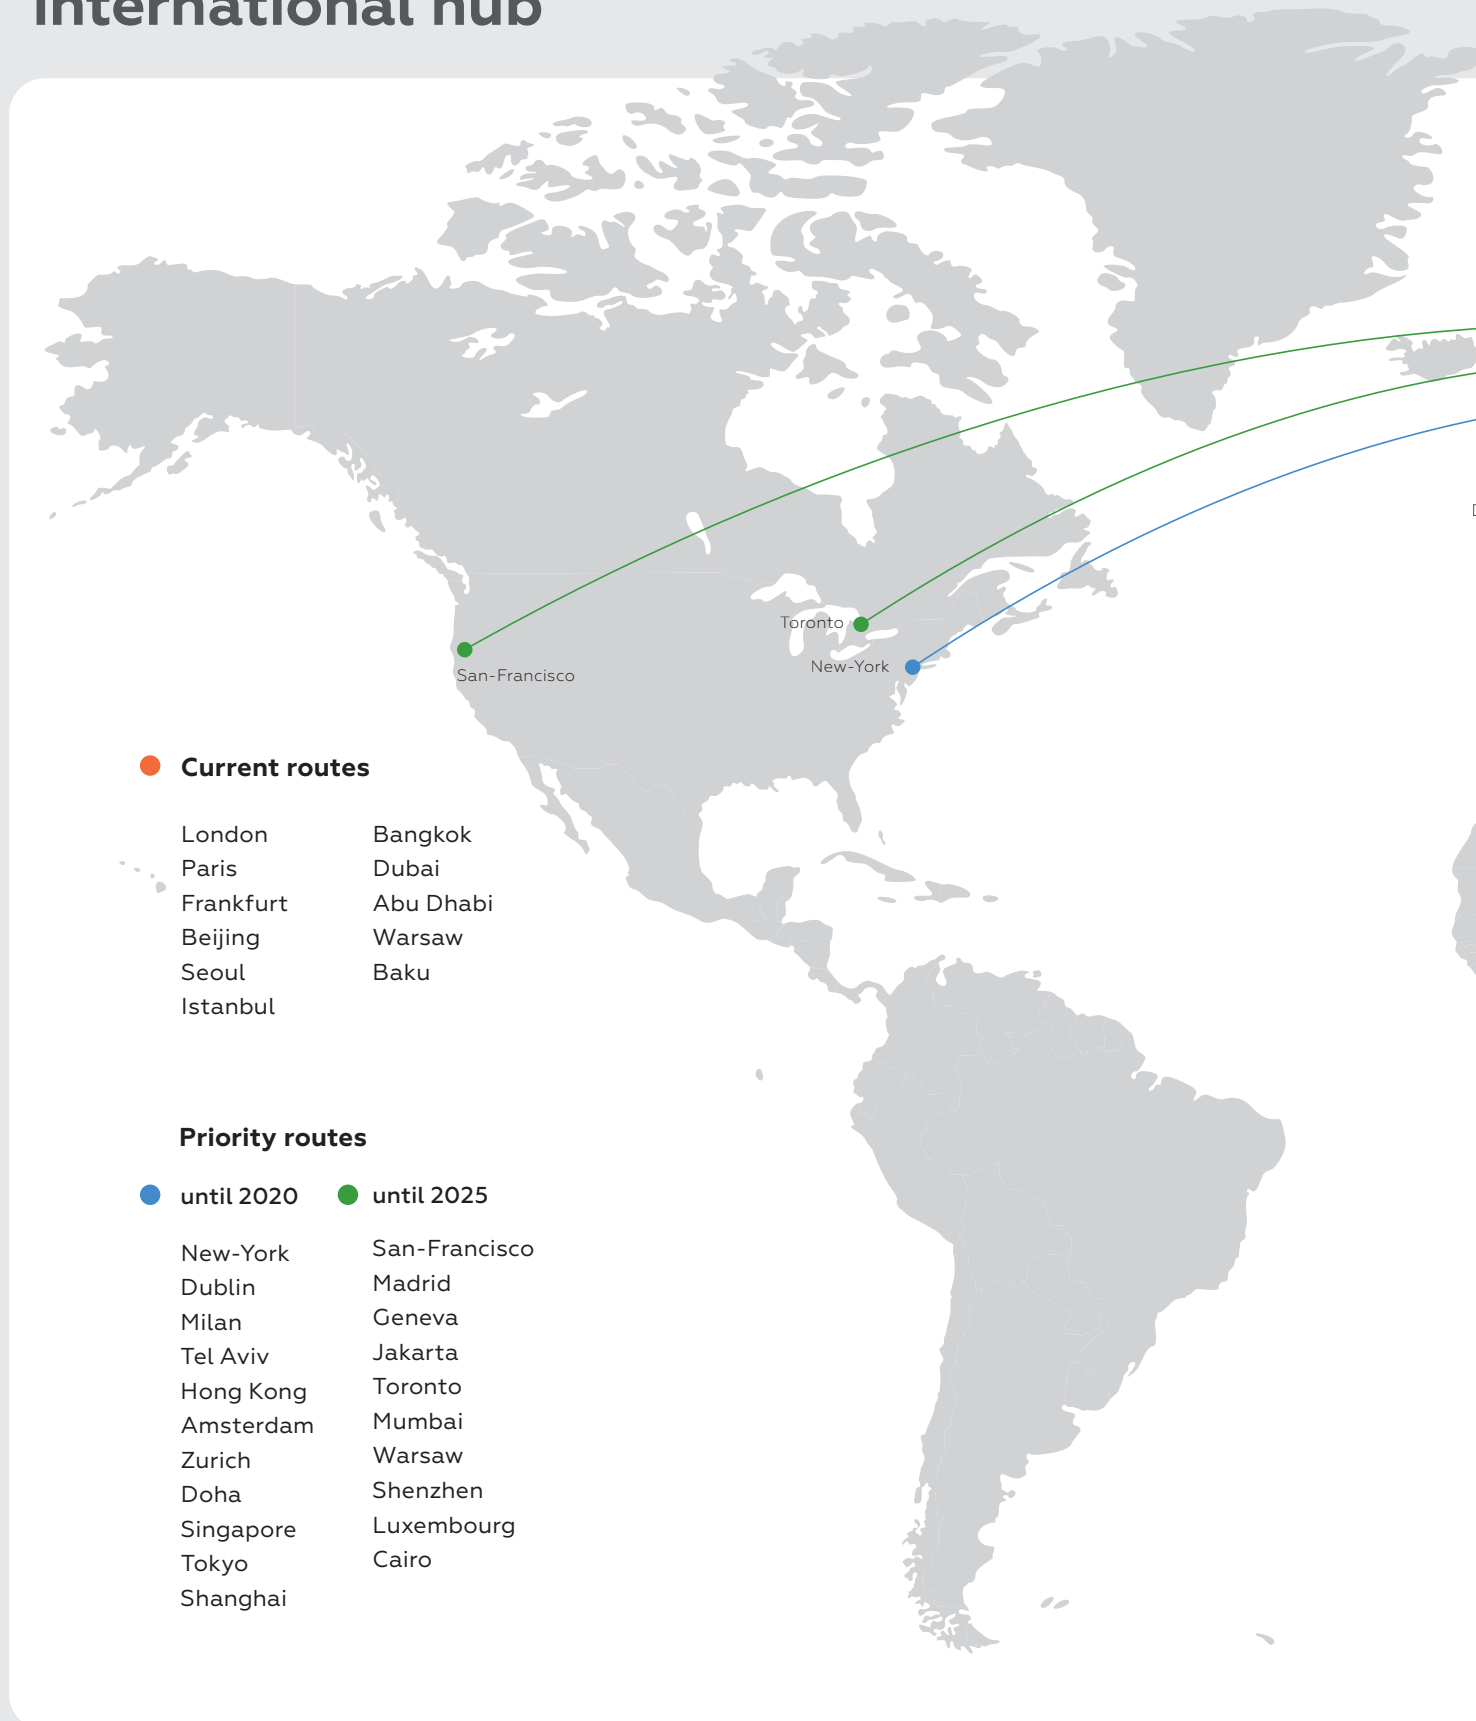 international hub
Toronto
New-York
San-Francisco
Current routes
London
Paris
Frankfurt
Beijing
Seoul
Istanbul
Bangkok
Dubai
Abu Dhabi
Warsaw
Baku
Priority routes
until 2020
New-York
Dublin
Milan
Tel Aviv
Hong Kong
Amsterdam
Zurich
Doha
Singapore
Tokyo
Shanghai
until 2025
San-Francisco
Madrid
Geneva
Jakarta
Toronto
Mumbai
Warsaw
Shenzhen
Luxembourg
Cairo